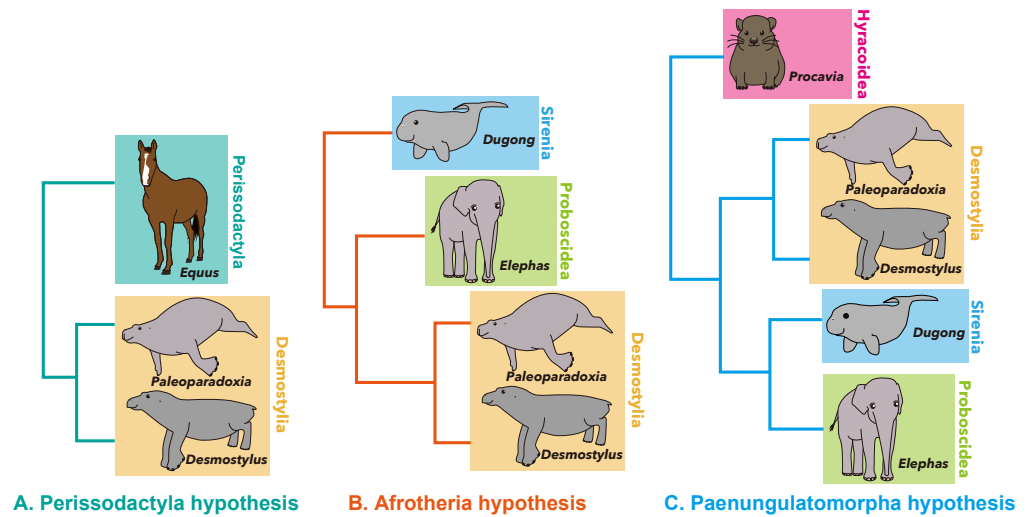 Equus
Perissodactyla
Paleoparadoxia
Desmostylus
Desmostylia
A. Perissodactyla hypothesis
Dugong
Sirenia
Elephas
Proboscidea
Paleoparadoxia
Desmostylus
Desmostylia
B. Afrotheria hypothesis
Procavia
Hyracoidea
Paleoparadoxia
Desmostylus
Desmostylia
Dugong
Sirenia
Elephas
Proboscidea
C. Paenungulatomorpha hypothesis